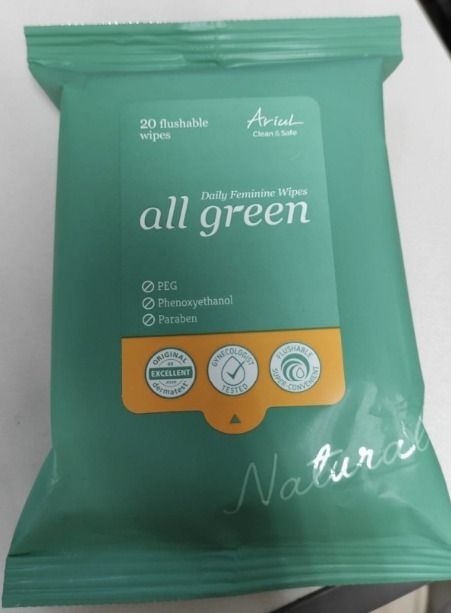 20 flushable
wipes
Ariul
Clean & Safe
Daily Feminine Wipes
all green
PEG
Phenoxyethanol
Paraben
ORIGINAL
EXCELLENT
dermatest
GYNECOLOGIST
TESTED
FLUSHABLE
SUPER-CONVENIENT
Natural